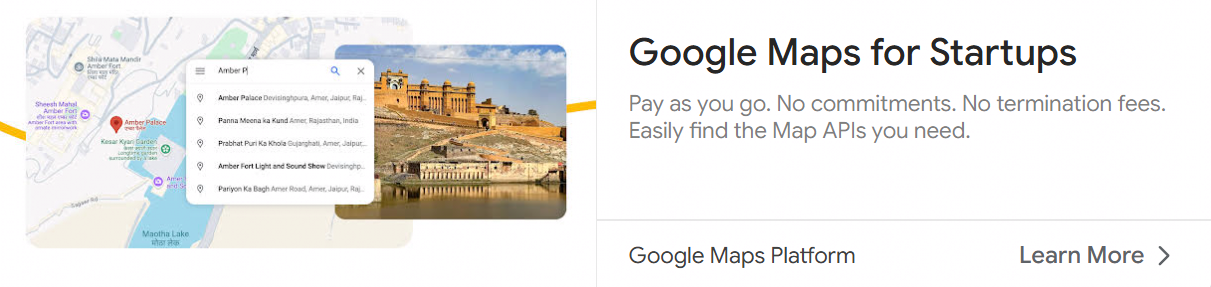 Shila Mata Mandir
Amber Fort
Sheesh Mahal
Amber Fort
Amber Palace
Kesar Kyari Garden
Maotha Lake
मौठा लेक
Amber P
Amber Palace Devisinghpura, Amer, Jaipur, Raj...
Panna Meena ka Kund Amer, Rajasthan, India
Prabhat Puri Ka Khola Gujarghati, Amer, Jaipur,
Amber Fort Light and Sound Show Devisinghp...
Pariyon Ka Bagh Amer Road, Amer, Jaipur, Raj...
Google Maps for Startups
Pay as you go. No commitments. No termination fees.
Easily find the Map APIs you need.
Google Maps Platform
Learn More